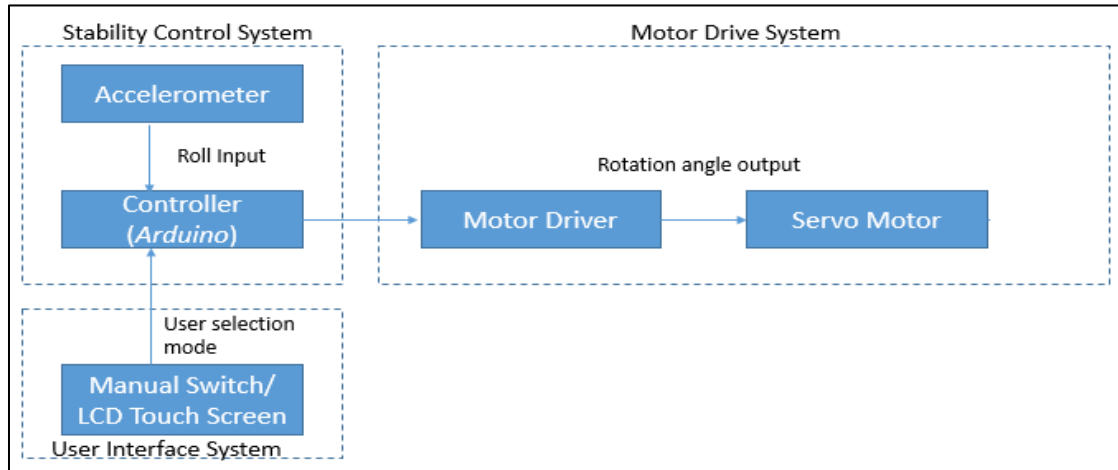 Stability Control System
Motor Drive System
Accelerometer
Roll Input
Rotation angle output
Controller
(Arduino)
Motor Driver
Servo Motor
User selection
mode
Manual Switch/
LCD Touch Screen
User Interface System